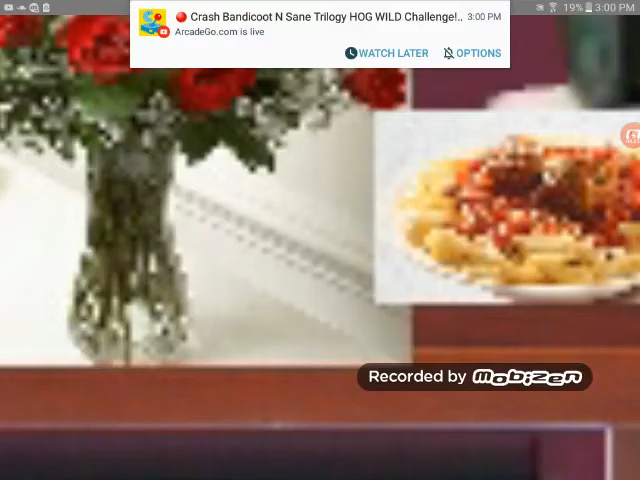 🔴 Crash Bandicoot N Sane Trilogy HOG WILD Challenge!.. 3:00 PM
ArcadeGo.com is live
WATCH LATER OPTIONS
19% 3:00 PM
Recorded by mobizen